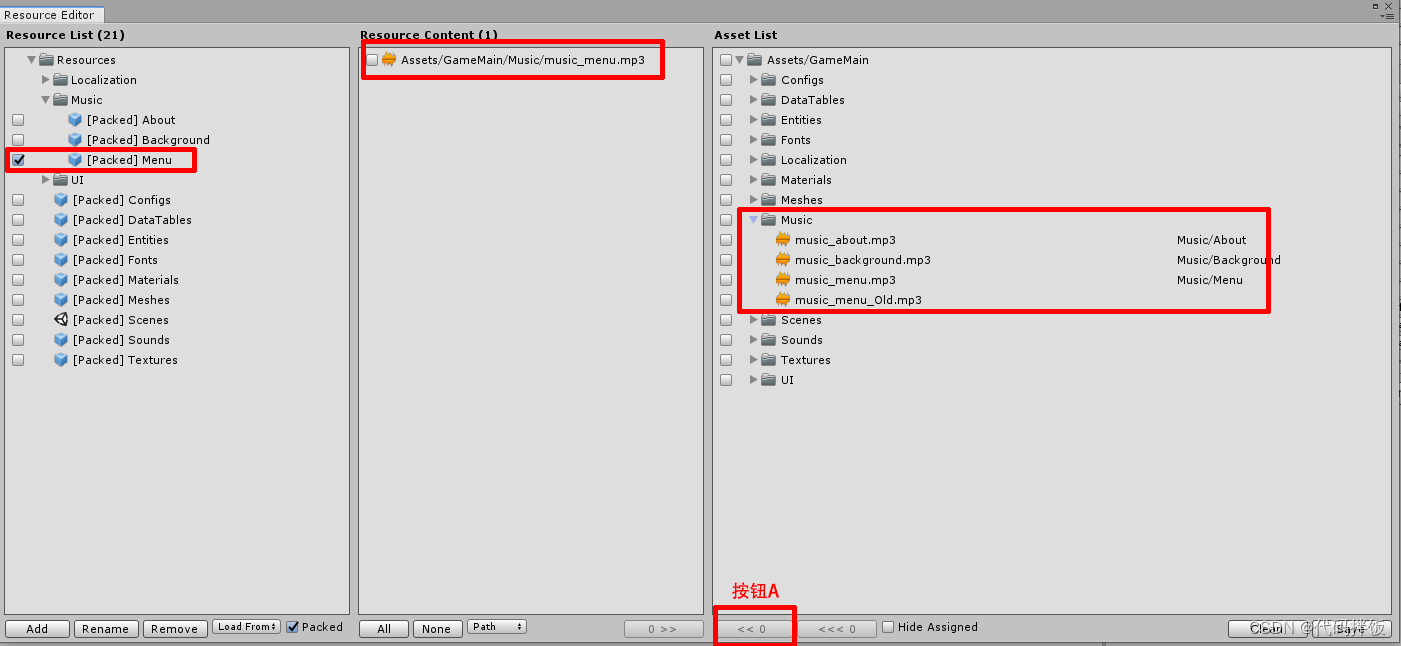 Resource Editor
Resource List (21)
Resources
Localization
Music
[Packed] About
[Packed] Background
[Packed] Menu
UI
[Packed] Configs
[Packed] DataTables
[Packed] Entities
[Packed] Fonts
[Packed] Materials
[Packed] Meshes
[Packed] Scenes
[Packed] Sounds
[Packed] Textures
Add Rename Remove Load From Packed
Resource Content (1)
Assets/GameMain/Music/music_menu.mp3
All None Path 0 >>
Asset List
Assets/GameMain
Configs
DataTables
Entities
Fonts
Localization
Materials
Meshes
Music
music_about.mp3 Music/About
music_background.mp3 Music/Background
music_menu.mp3 Music/Menu
music_menu_Old.mp3
Scenes
Sounds
Textures
UI
按钮A
<< 0 <<< 0 Hide Assigned Clean Save
CSDN @代码拌饭